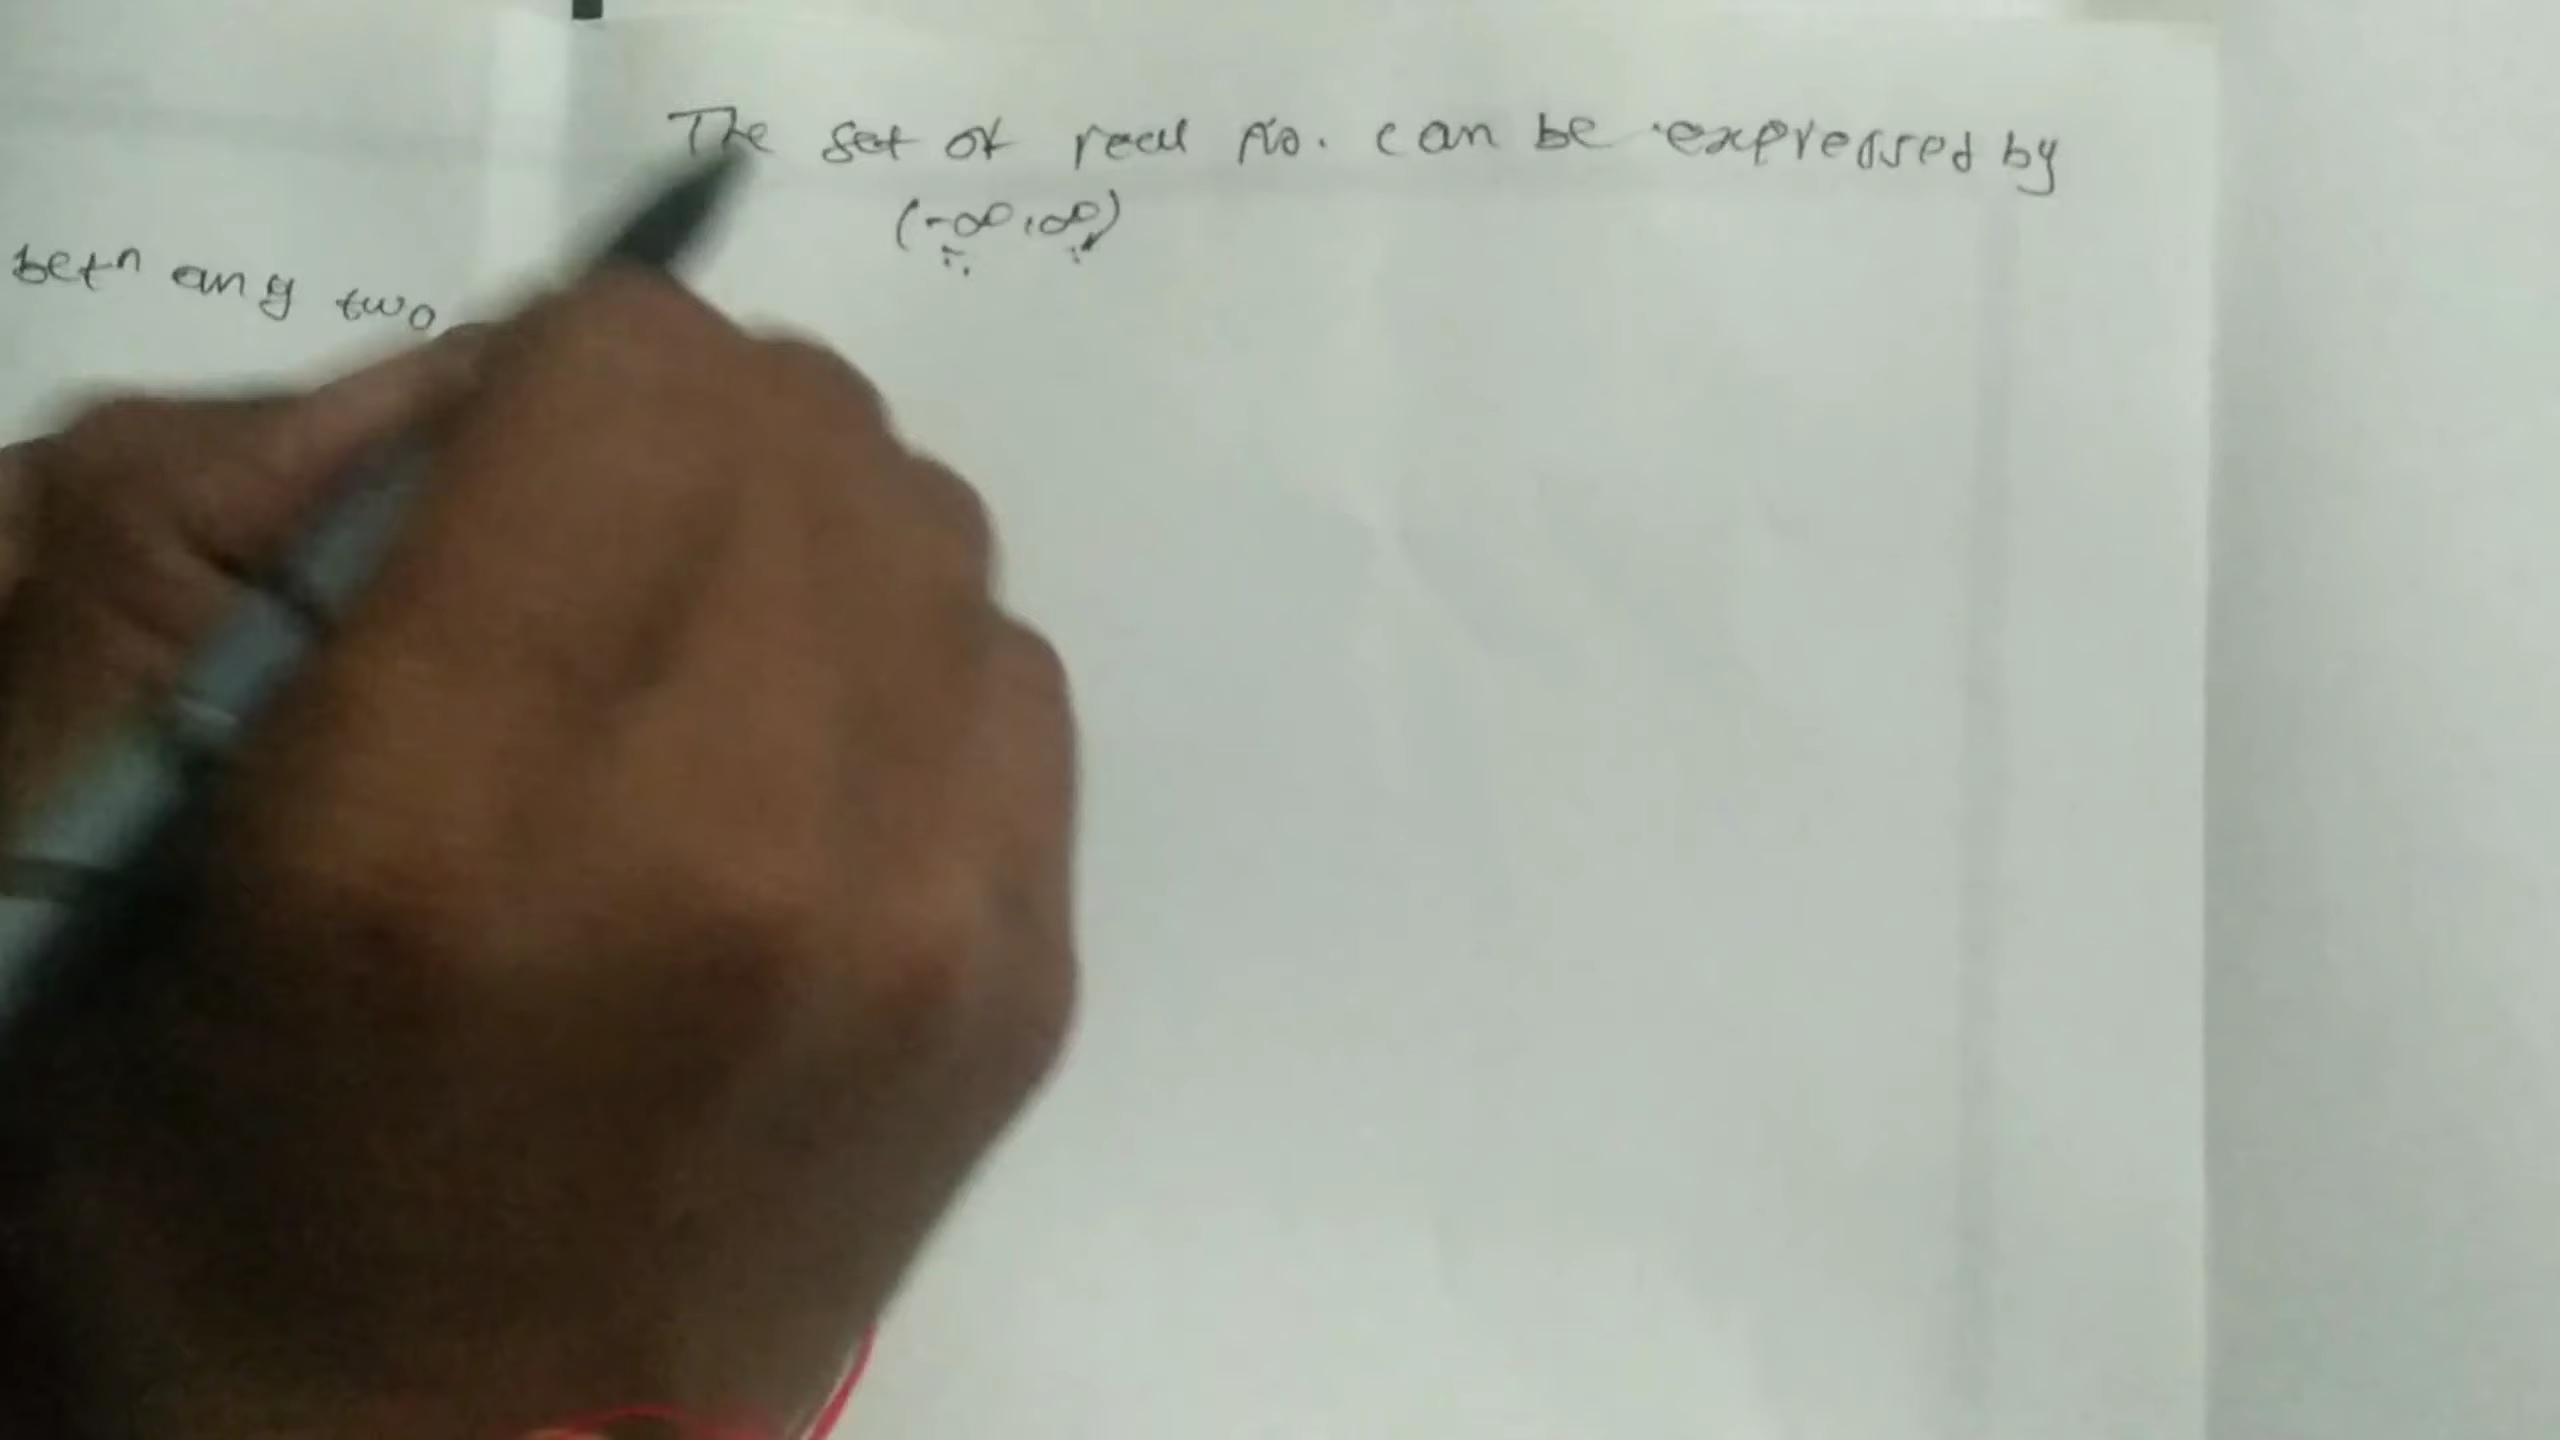 The set of real no. can be expressed by
(-∞,∞)
betn any two